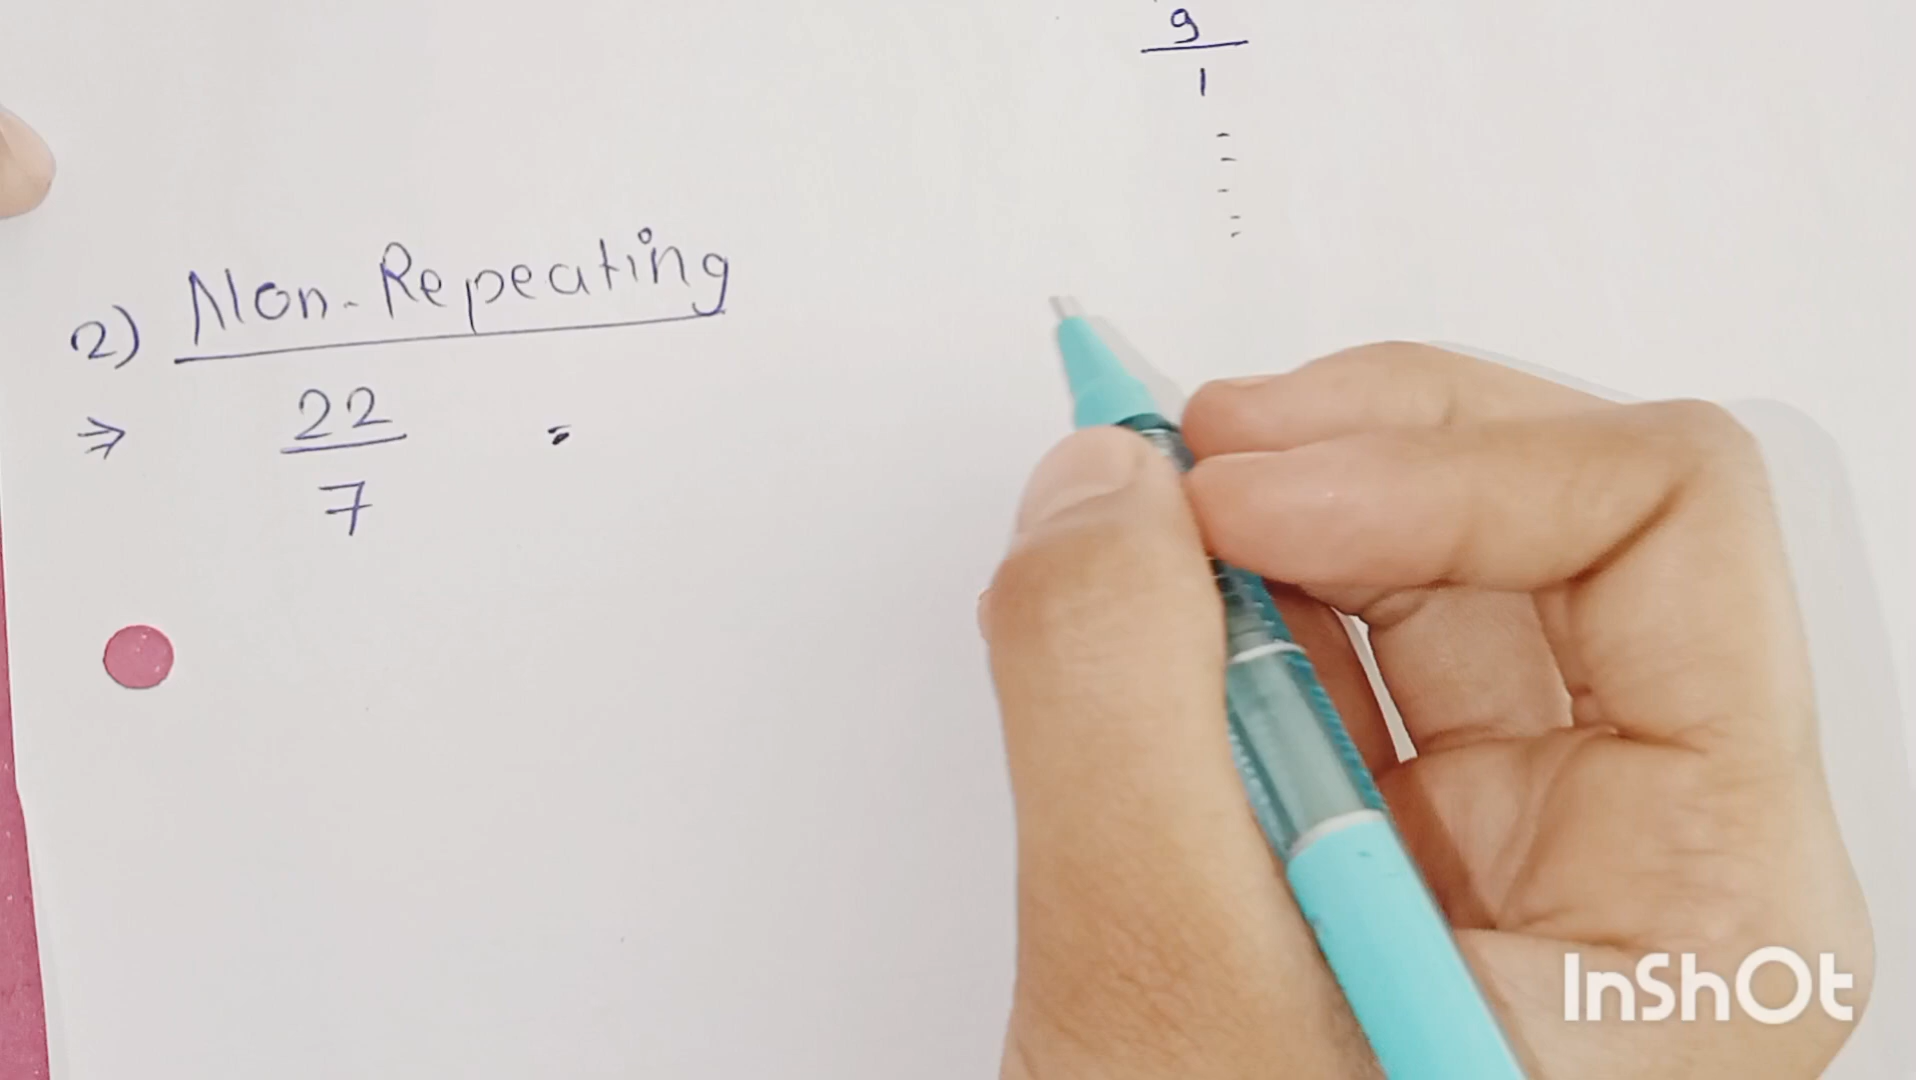 9
1
2) Non-Repeating
⇒ 22/7 =
InShOt